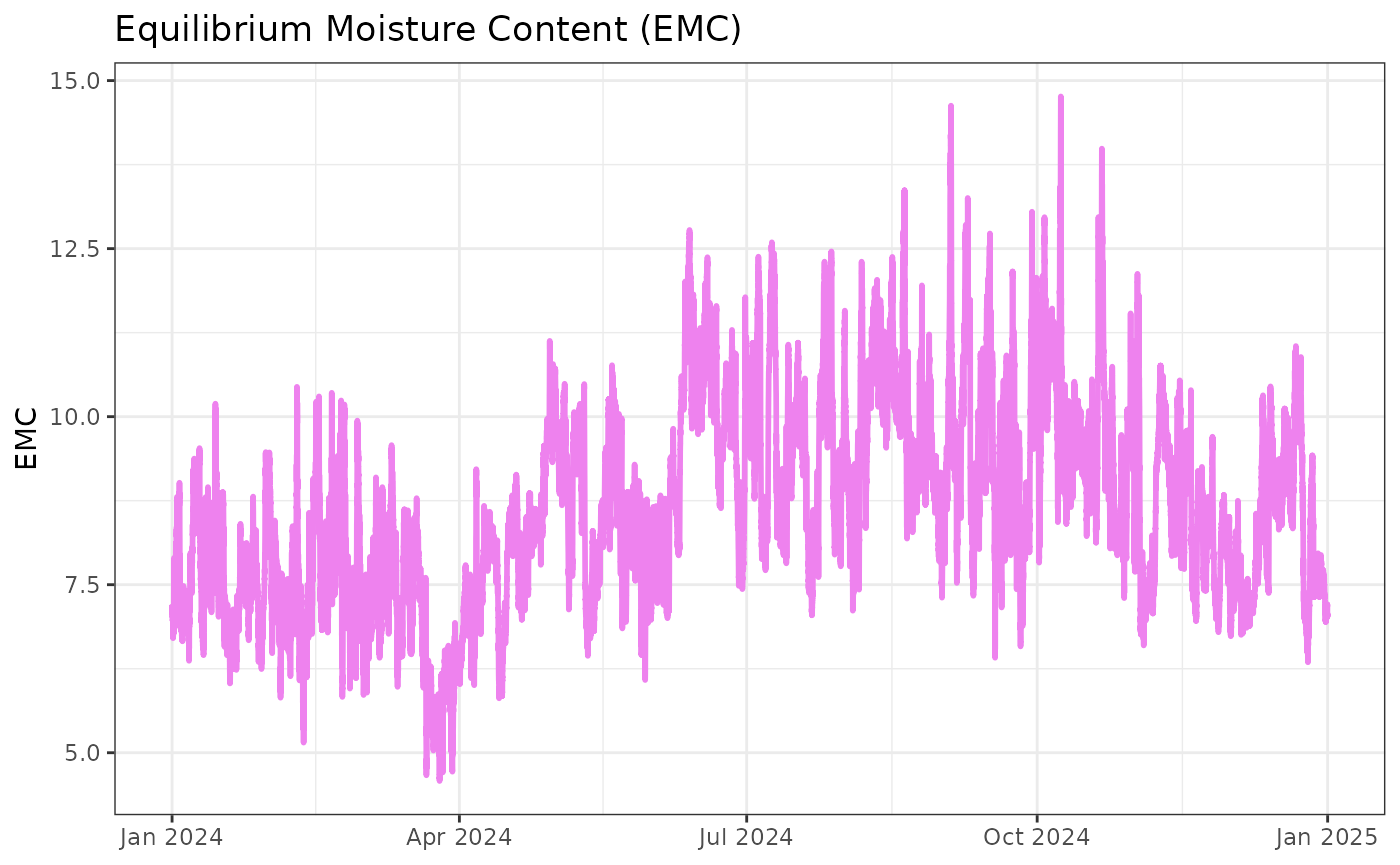 Equilibrium Moisture Content (EMC)
15.0
12.5
10.0
7.5
5.0
EMC
Jan 2024
Apr 2024
Jul 2024
Oct 2024
Jan 2025